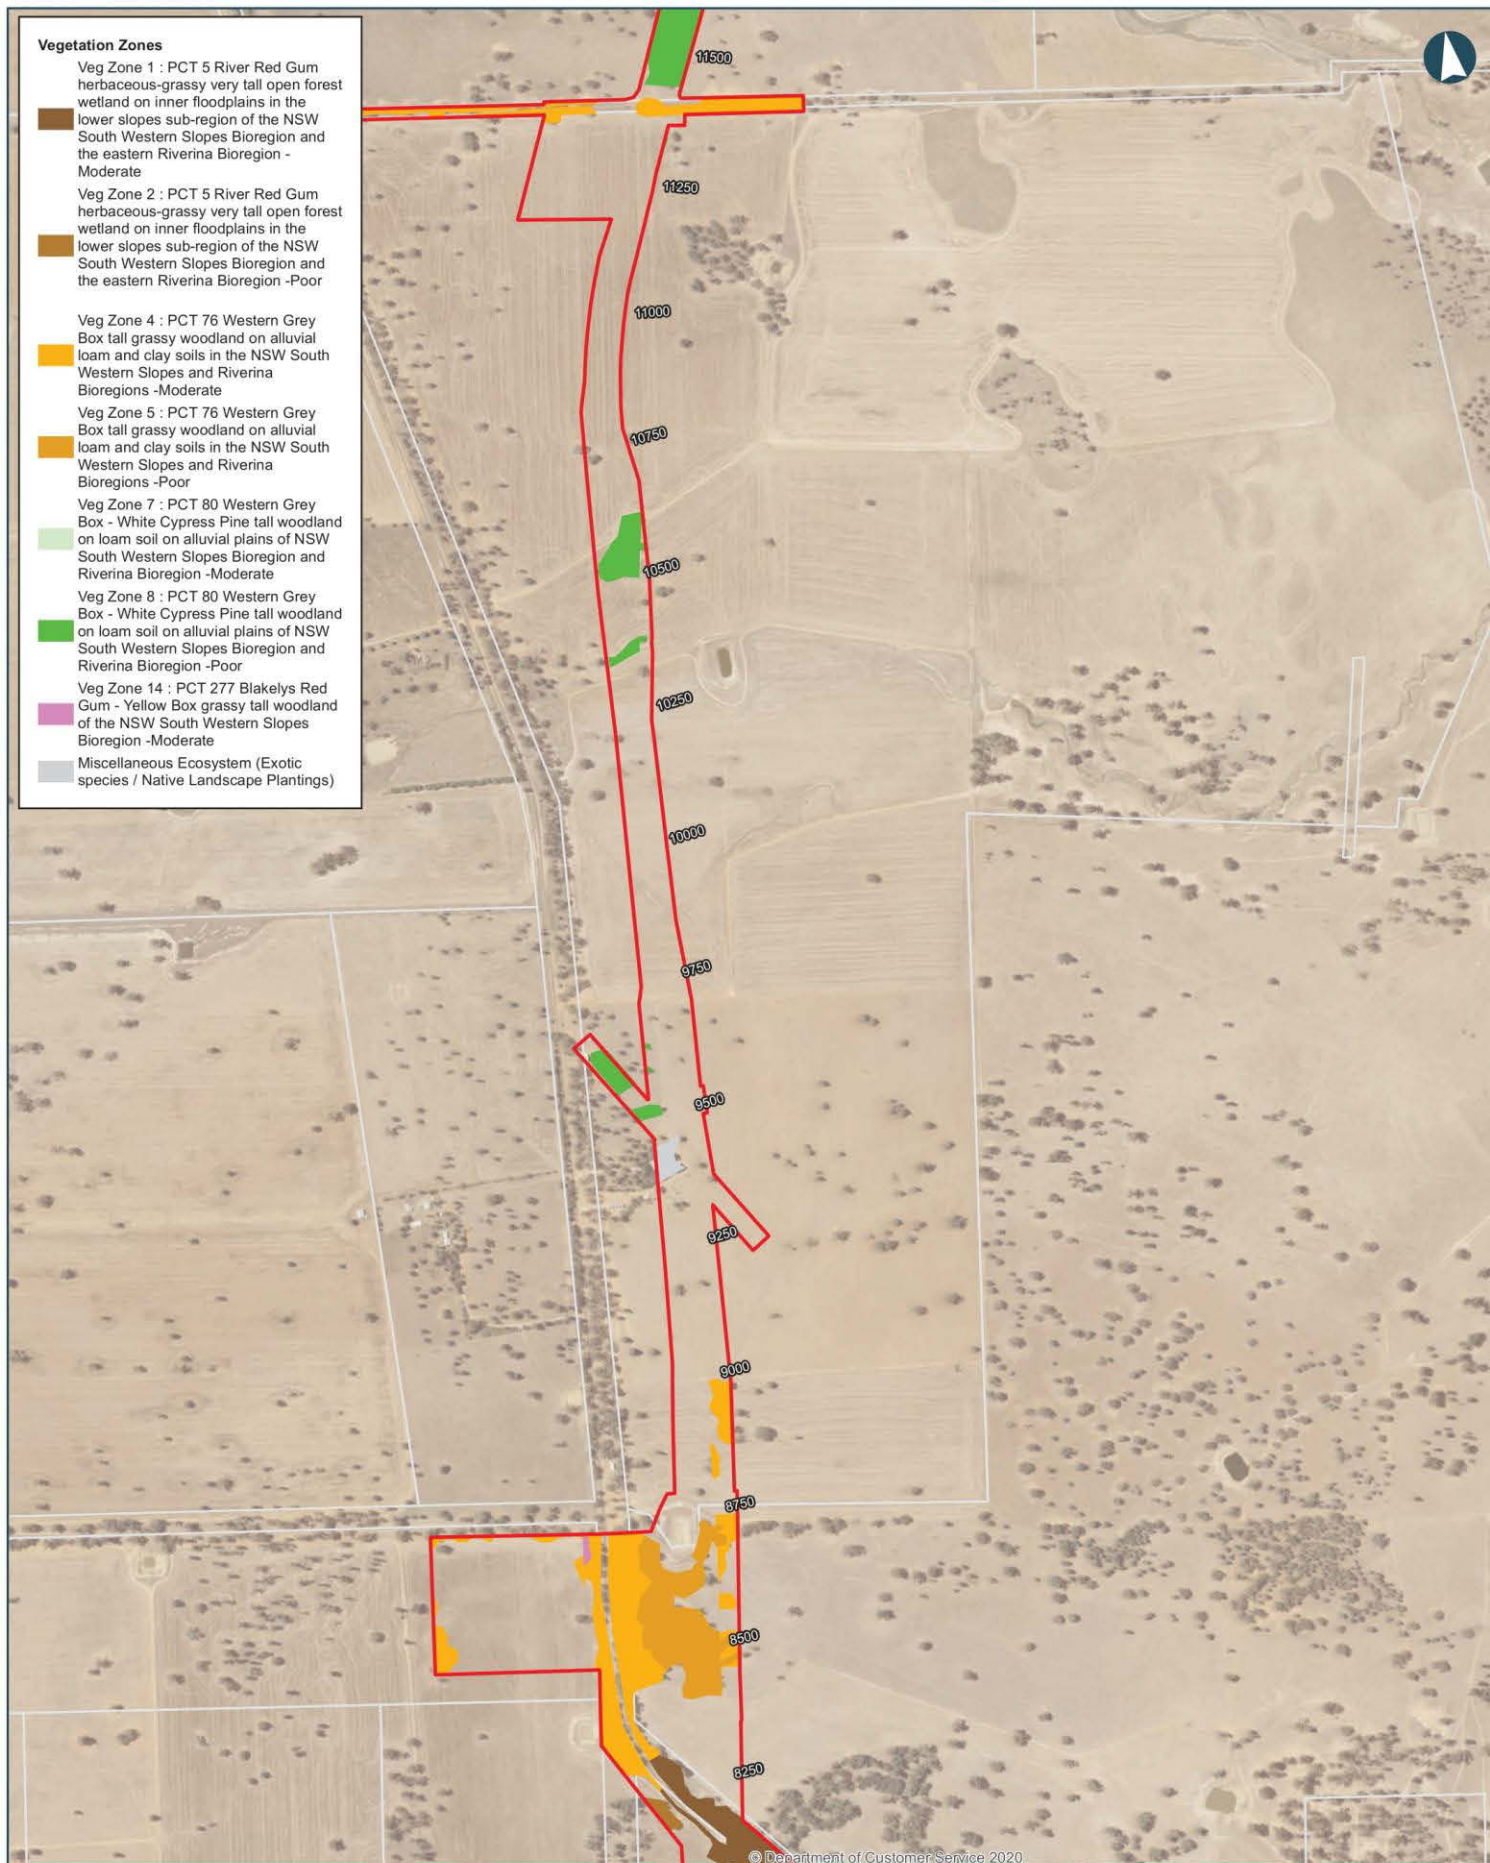 Vegetation Zones
Veg Zone 1 : PCT 5 River Red Gum
herbaceous-grassy very tall open forest
wetland on inner floodplains in the
lower slopes sub-region of the NSW
South Western Slopes Bioregion and
the eastern Riverina Bioregion -
Moderate
Veg Zone 2 : PCT 5 River Red Gum
herbaceous-grassy very tall open forest
wetland on inner floodplains in the
lower slopes sub-region of the NSW
South Western Slopes Bioregion and
the eastern Riverina Bioregion -Poor
Veg Zone 4 : PCT 76 Western Grey
Box tall grassy woodland on alluvial
loam and clay soils in the NSW South
Western Slopes and Riverina
Bioregions -Moderate
Veg Zone 5 : PCT 76 Western Grey
Box tall grassy woodland on alluvial
loam and clay soils in the NSW South
Western Slopes and Riverina
Bioregions -Poor
Veg Zone 7 : PCT 80 Western Grey
Box - White Cypress Pine tall woodland
on loam soil on alluvial plains of NSW
South Western Slopes Bioregion and
Riverina Bioregion -Moderate
Veg Zone 8 : PCT 80 Western Grey
Box - White Cypress Pine tall woodland
on loam soil on alluvial plains of NSW
South Western Slopes Bioregion and
Riverina Bioregion -Poor
Veg Zone 14 : PCT 277 Blakelys Red
Gum - Yellow Box grassy tall woodland
of the NSW South Western Slopes
Bioregion -Moderate
Miscellaneous Ecosystem (Exotic
species / Native Landscape Plantings)
11500
11250
11000
10750
10500
10250
10000
9750
9500
9250
9000
8750
8500
8250
© Department of Customer Service 2020